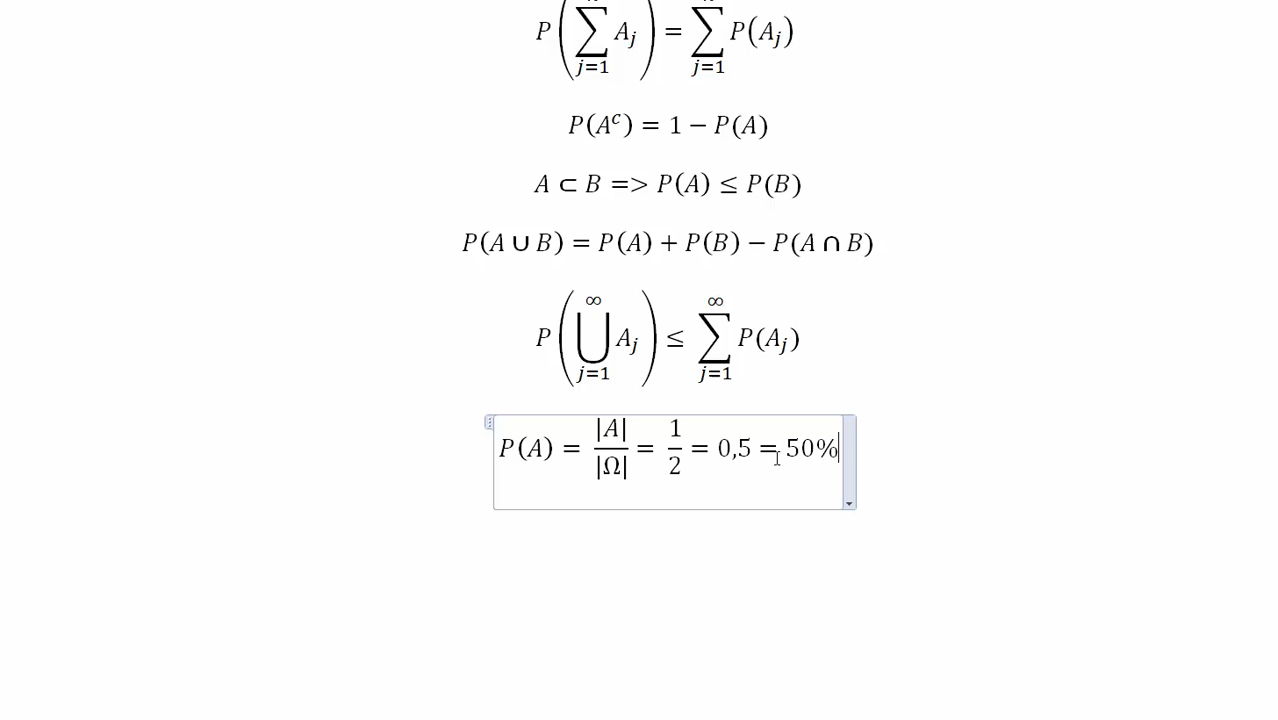 P(∑_{j=1} A_j) = ∑_{j=1} P(A_j)
P(A^c) = 1 − P(A)
A ⊂ B => P(A) ≤ P(B)
P(A ∪ B) = P(A) + P(B) − P(A ∩ B)
P(⋃_{j=1}^{∞} A_j) ≤ ∑_{j=1}^{∞} P(A_j)
P(A) = |A|/|Ω| = 1/2 = 0,5 = 50%